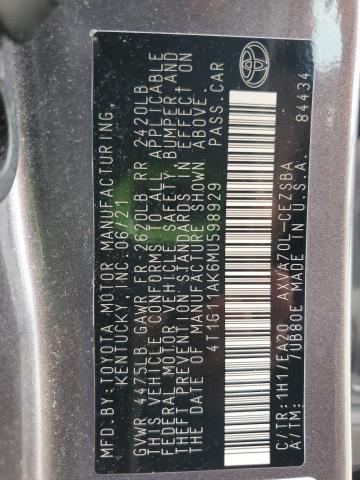 MFD. BY: TOYOTA MOTOR MANUFACTURING,
KENTUCKY, INC. 06/21
GVWR 4475LB GAWR FR 2620LB RR 2420LB
THIS VEHICLE CONFORMS TO ALL APPLICABLE
FEDERAL MOTOR VEHICLE SAFETY, BUMPER, AND
THEFT PREVENTION STANDARDS IN EFFECT ON
THE DATE OF MANUFACTURE SHOWN ABOVE.
4T1G11AK6MU598929 PASS. CAR
C/TR: 1H1/EA20 AXVA70L-CEZSBA
A/TM: /UB80E MADE IN U.S.A.
84434